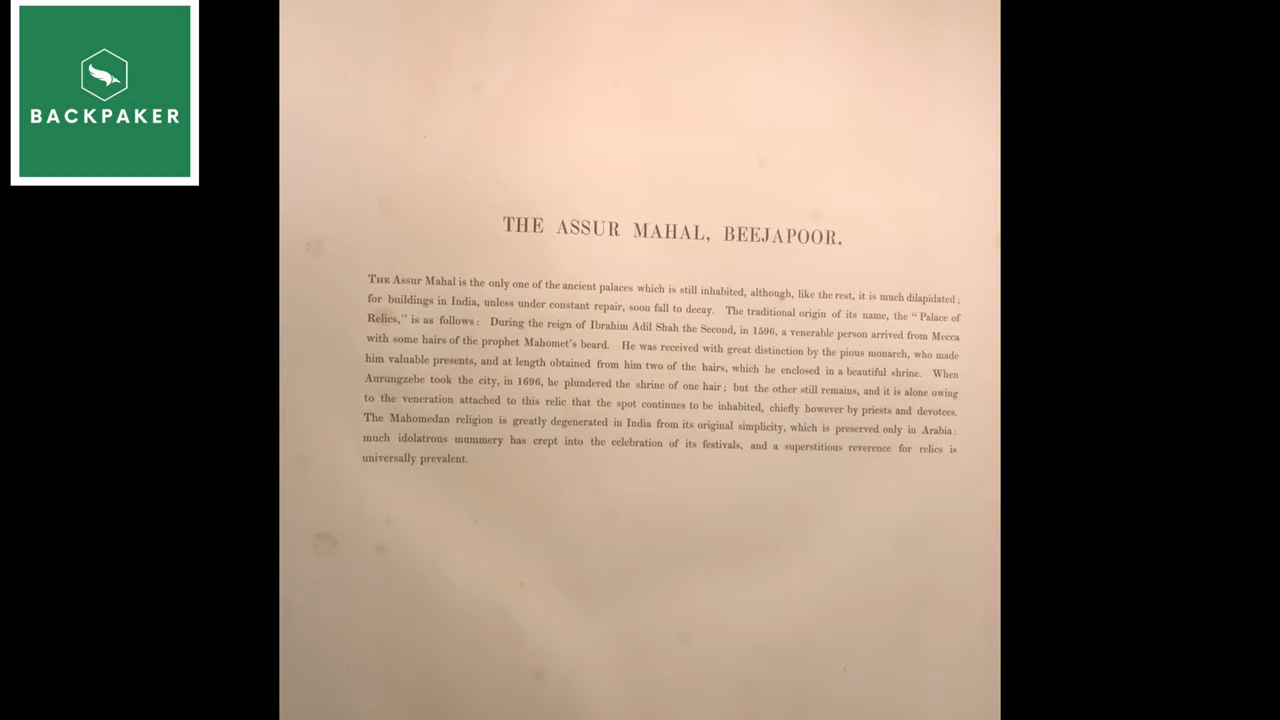 BACKPAKER
THE ASSUR MAHAL, BEEJAPOOR.
THE Assur Mahal is the only one of the ancient palaces which is still inhabited, although, like the rest, it is much dilapidated;
for buildings in India, unless under constant repair, soon fall to decay. The traditional origin of its name, the "Palace of
Relics," is as follows: During the reign of Ibrahim Adil Shah the Second, in 1596, a venerable person arrived from Mecca
with some hairs of the prophet Mahomet's beard. He was received with great distinction by the pious monarch, who made
him valuable presents, and at length obtained from him two of the hairs, which he enclosed in a beautiful shrine. When
Aurungzebe took the city, in 1696, he plundered the shrine of one hair; but the other still remains, and it is alone owing
to the veneration attached to this relic that the spot continues to be inhabited, chiefly however by priests and devotees.
The Mahomedan religion is greatly degenerated in India from its original simplicity, which is preserved only in Arabia:
much idolatrous mummery has crept into the celebration of its festivals, and a superstitious reverence for relics is
universally prevalent.